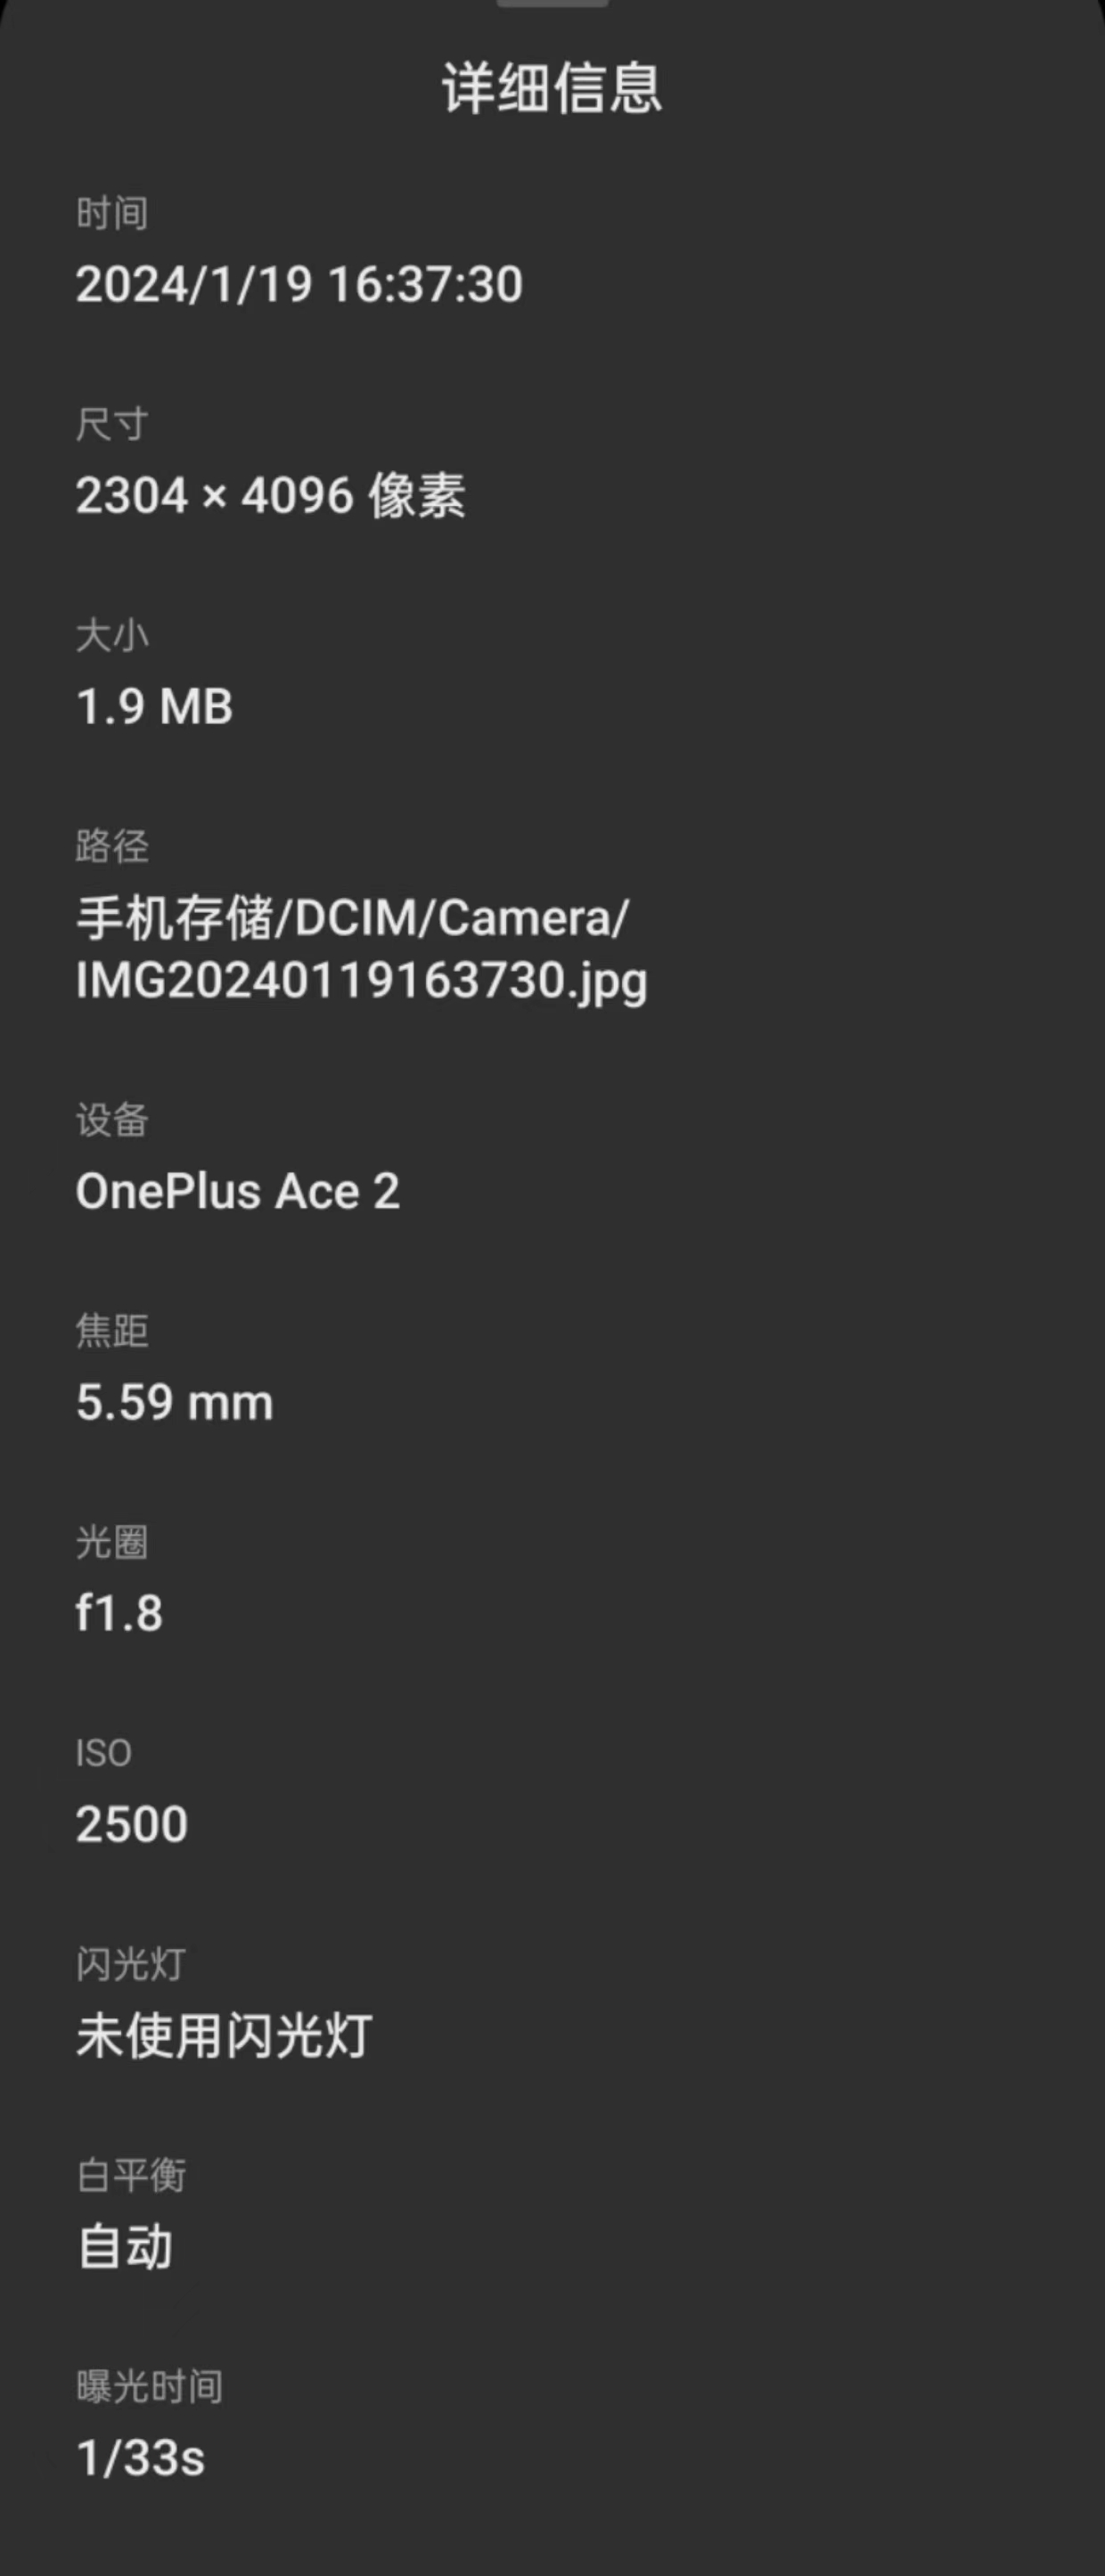 详细信息
时间
2024/1/19 16:37:30
尺寸
2304 × 4096 像素
大小
1.9 MB
路径
手机存储/DCIM/Camera/
IMG20240119163730.jpg
设备
OnePlus Ace 2
焦距
5.59 mm
光圈
f1.8
ISO
2500
闪光灯
未使用闪光灯
白平衡
自动
曝光时间
1/33s